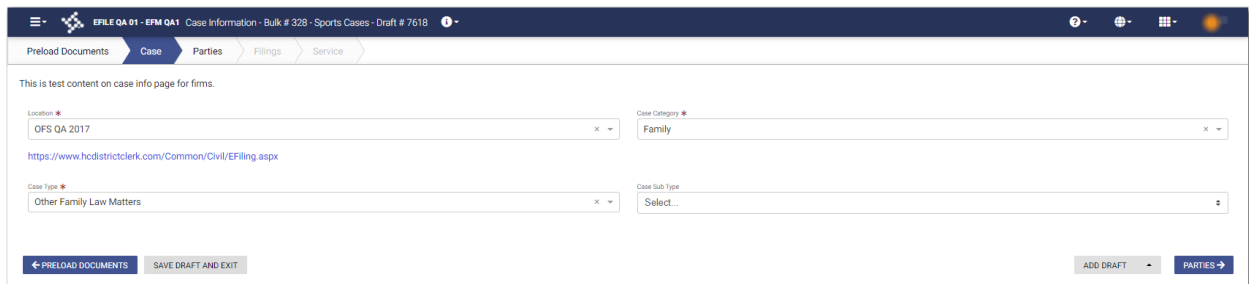 EFILE QA 01 - EFM QA1 Case Information - Bulk # 328 - Sports Cases - Draft # 7618
Preload Documents Case Parties Filings Service
This is test content on case info page for firms.
Location * Case Category *
OFS QA 2017 × Family ×
https://www.hcdistrictclerk.com/Common/Civil/EFiling.aspx
Case Type * Case Sub Type
Other Family Law Matters × Select...
← PRELOAD DOCUMENTS SAVE DRAFT AND EXIT ADD DRAFT PARTIES →